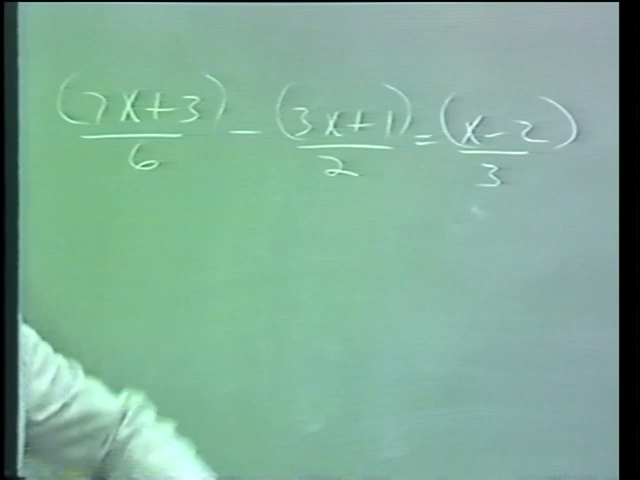 (7x+3)/6 - (3x+1)/2 = (x-2)/3